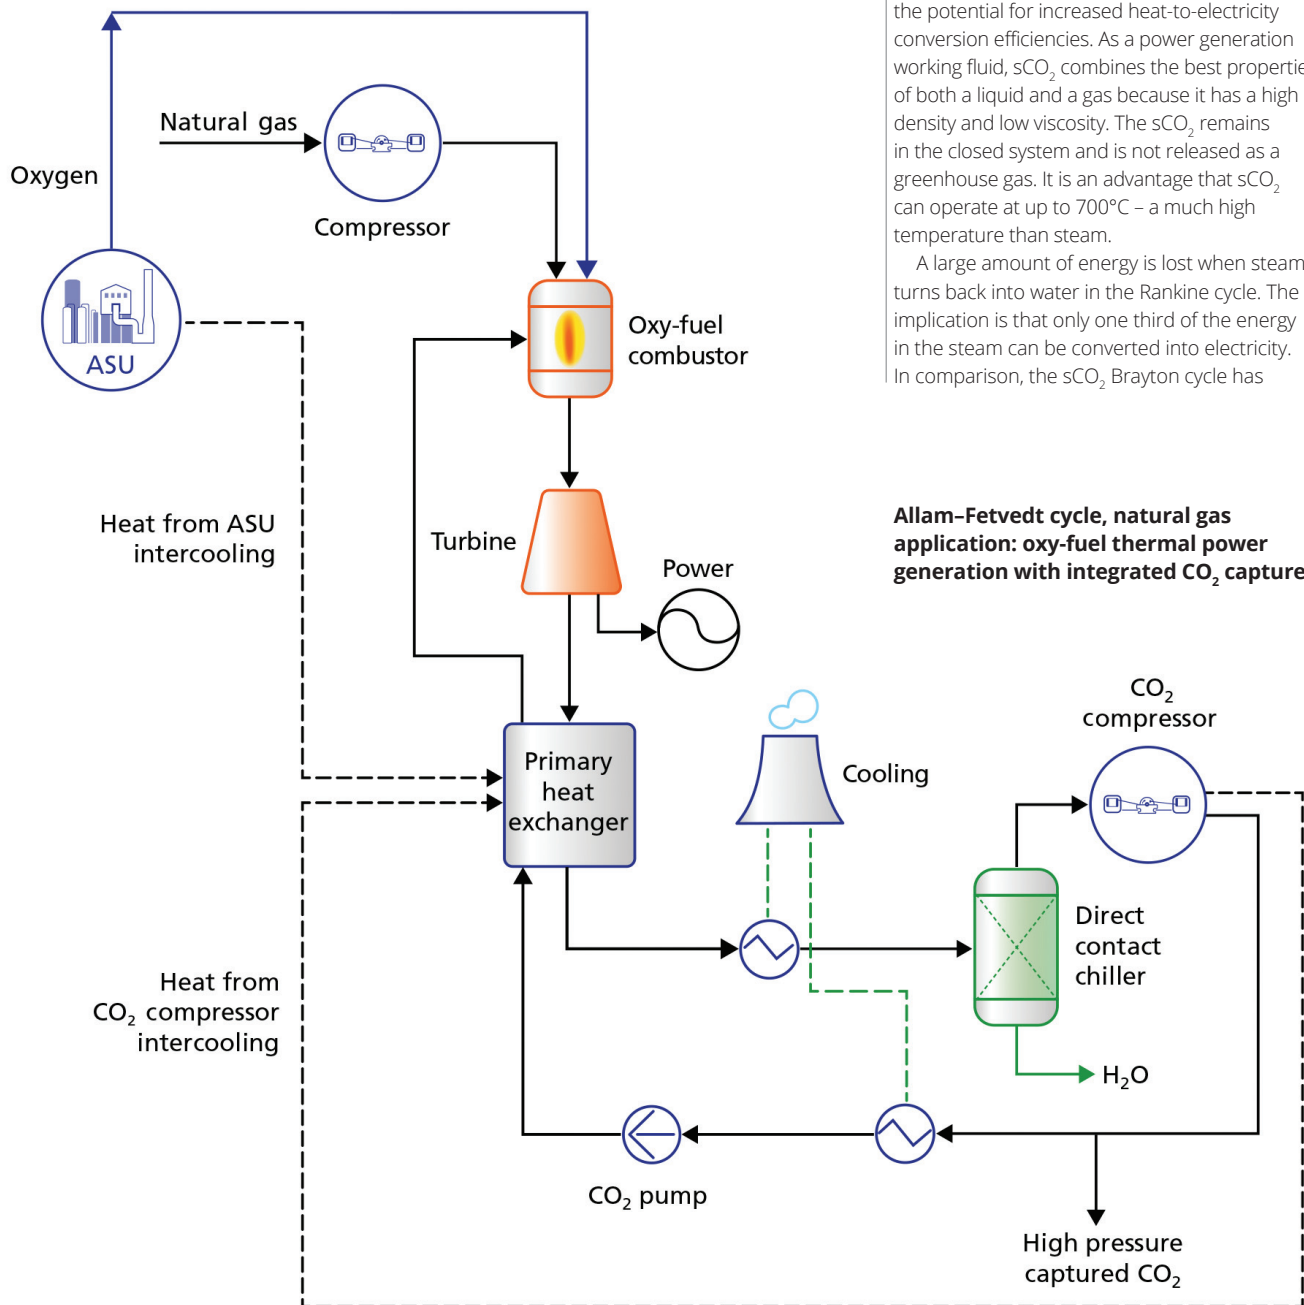 the potential for increased heat-to-electricity
conversion efficiencies. As a power generation
working fluid, sCO₂ combines the best propertie
of both a liquid and a gas because it has a high
density and low viscosity. The sCO₂ remains
in the closed system and is not released as a
greenhouse gas. It is an advantage that sCO₂
can operate at up to 700°C – a much high
temperature than steam.
A large amount of energy is lost when steam
turns back into water in the Rankine cycle. The
implication is that only one third of the energy
in the steam can be converted into electricity.
In comparison, the sCO₂ Brayton cycle has
Allam–Fetvedt cycle, natural gas
application: oxy-fuel thermal power
generation with integrated CO₂ capture
Natural gas
Oxygen
Compressor
ASU
Oxy-fuel
combustor
Heat from ASU
intercooling
Turbine
Power
Primary
heat
exchanger
Cooling
CO₂
compressor
Direct
contact
chiller
Heat from
CO₂ compressor
intercooling
H₂O
CO₂ pump
High pressure
captured CO₂